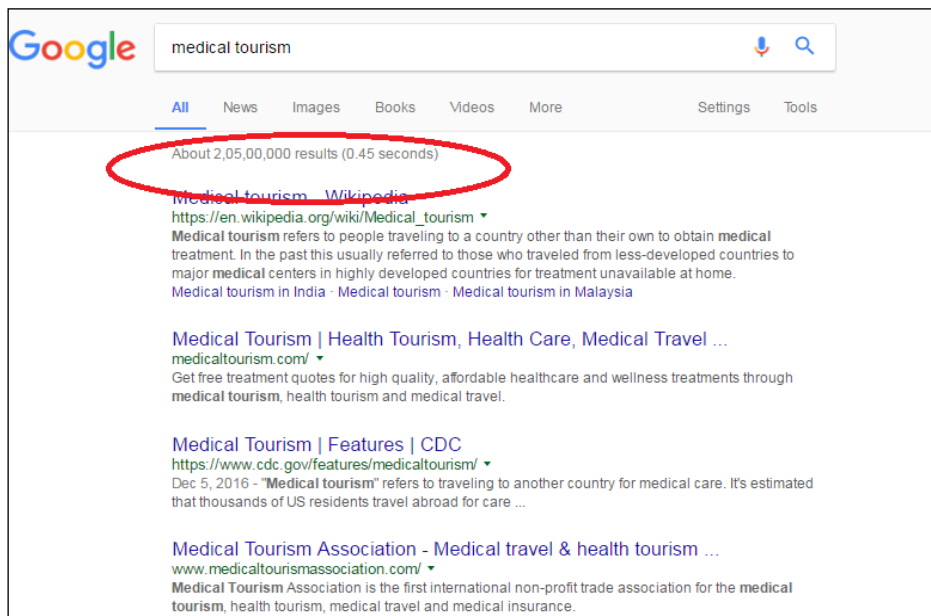 Google
medical tourism
All News Images Books Videos More Settings Tools
About 2,05,00,000 results (0.45 seconds)
Medical tourism - Wikipedia
https://en.wikipedia.org/wiki/Medical_tourism
Medical tourism refers to people traveling to a country other than their own to obtain medical
treatment. In the past this usually referred to those who traveled from less-developed countries to
major medical centers in highly developed countries for treatment unavailable at home.
Medical tourism in India · Medical tourism · Medical tourism in Malaysia
Medical Tourism | Health Tourism, Health Care, Medical Travel ...
medicaltourism.com/
Get free treatment quotes for high quality, affordable healthcare and wellness treatments through
medical tourism, health tourism and medical travel.
Medical Tourism | Features | CDC
https://www.cdc.gov/features/medicaltourism/
Dec 5, 2016 - "Medical tourism" refers to traveling to another country for medical care. It's estimated
that thousands of US residents travel abroad for care ...
Medical Tourism Association - Medical travel & health tourism ...
www.medicaltourismassociation.com/
Medical Tourism Association is the first international non-profit trade association for the medical
tourism, health tourism, medical travel and medical insurance.